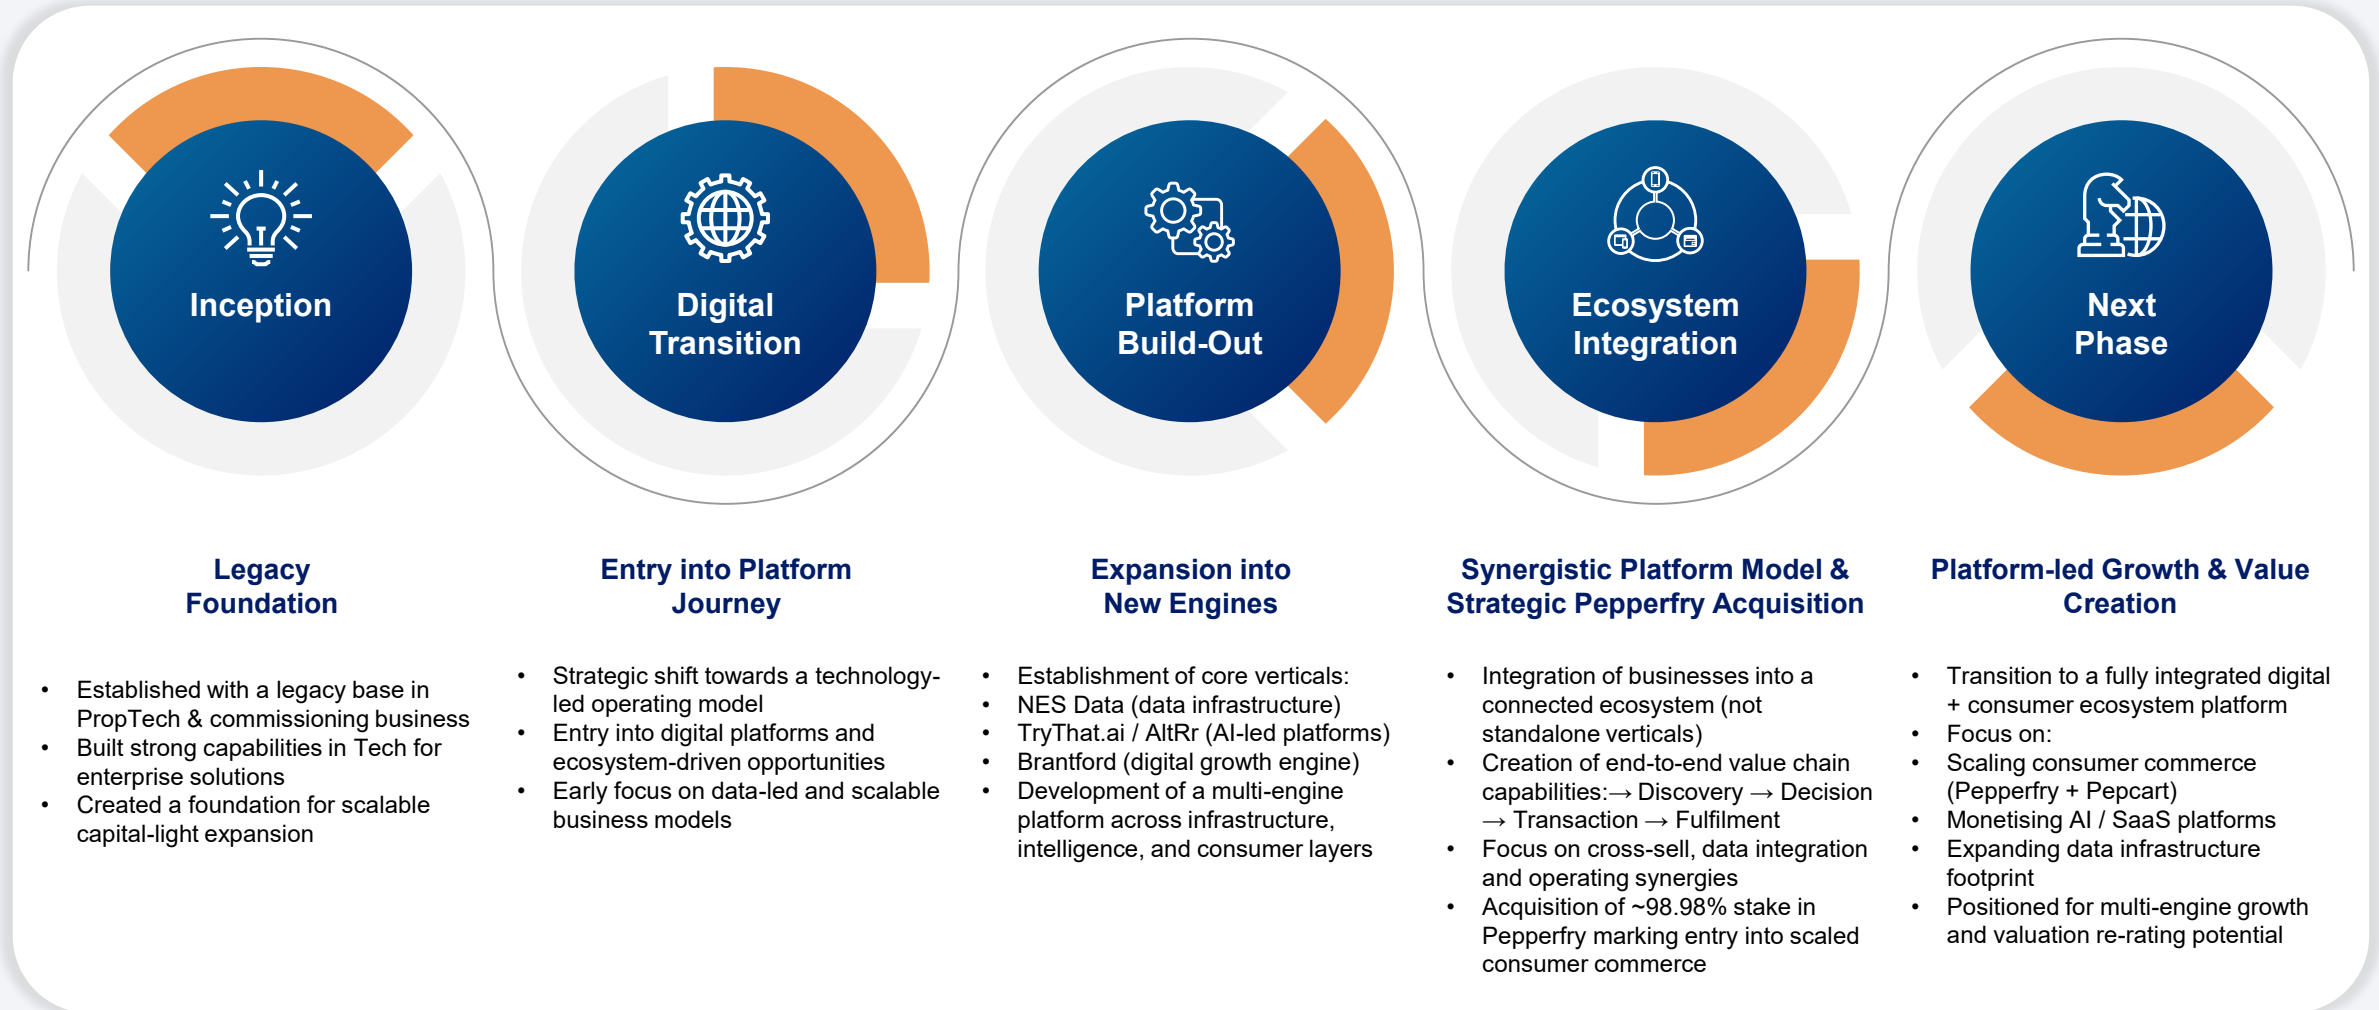 Inception
Digital
Transition
Platform
Build-Out
Ecosystem
Integration
Next
Phase
Legacy
Foundation
• Established with a legacy base in
PropTech & commissioning business
• Built strong capabilities in Tech for
enterprise solutions
• Created a foundation for scalable
capital-light expansion
Entry into Platform
Journey
• Strategic shift towards a technology-
led operating model
• Entry into digital platforms and
ecosystem-driven opportunities
• Early focus on data-led and scalable
business models
Expansion into
New Engines
• Establishment of core verticals:
• NES Data (data infrastructure)
• TryThat.ai / AltRr (AI-led platforms)
• Brantford (digital growth engine)
• Development of a multi-engine
platform across infrastructure,
intelligence, and consumer layers
Synergistic Platform Model &
Strategic Pepperfry Acquisition
• Integration of businesses into a
connected ecosystem (not
standalone verticals)
• Creation of end-to-end value chain
capabilities:→ Discovery → Decision
→ Transaction → Fulfilment
• Focus on cross-sell, data integration
and operating synergies
• Acquisition of ~98.98% stake in
Pepperfry marking entry into scaled
consumer commerce
Platform-led Growth & Value
Creation
• Transition to a fully integrated digital
+ consumer ecosystem platform
• Focus on:
• Scaling consumer commerce
(Pepperfry + Pepcart)
• Monetising AI / SaaS platforms
• Expanding data infrastructure
footprint
• Positioned for multi-engine growth
and valuation re-rating potential